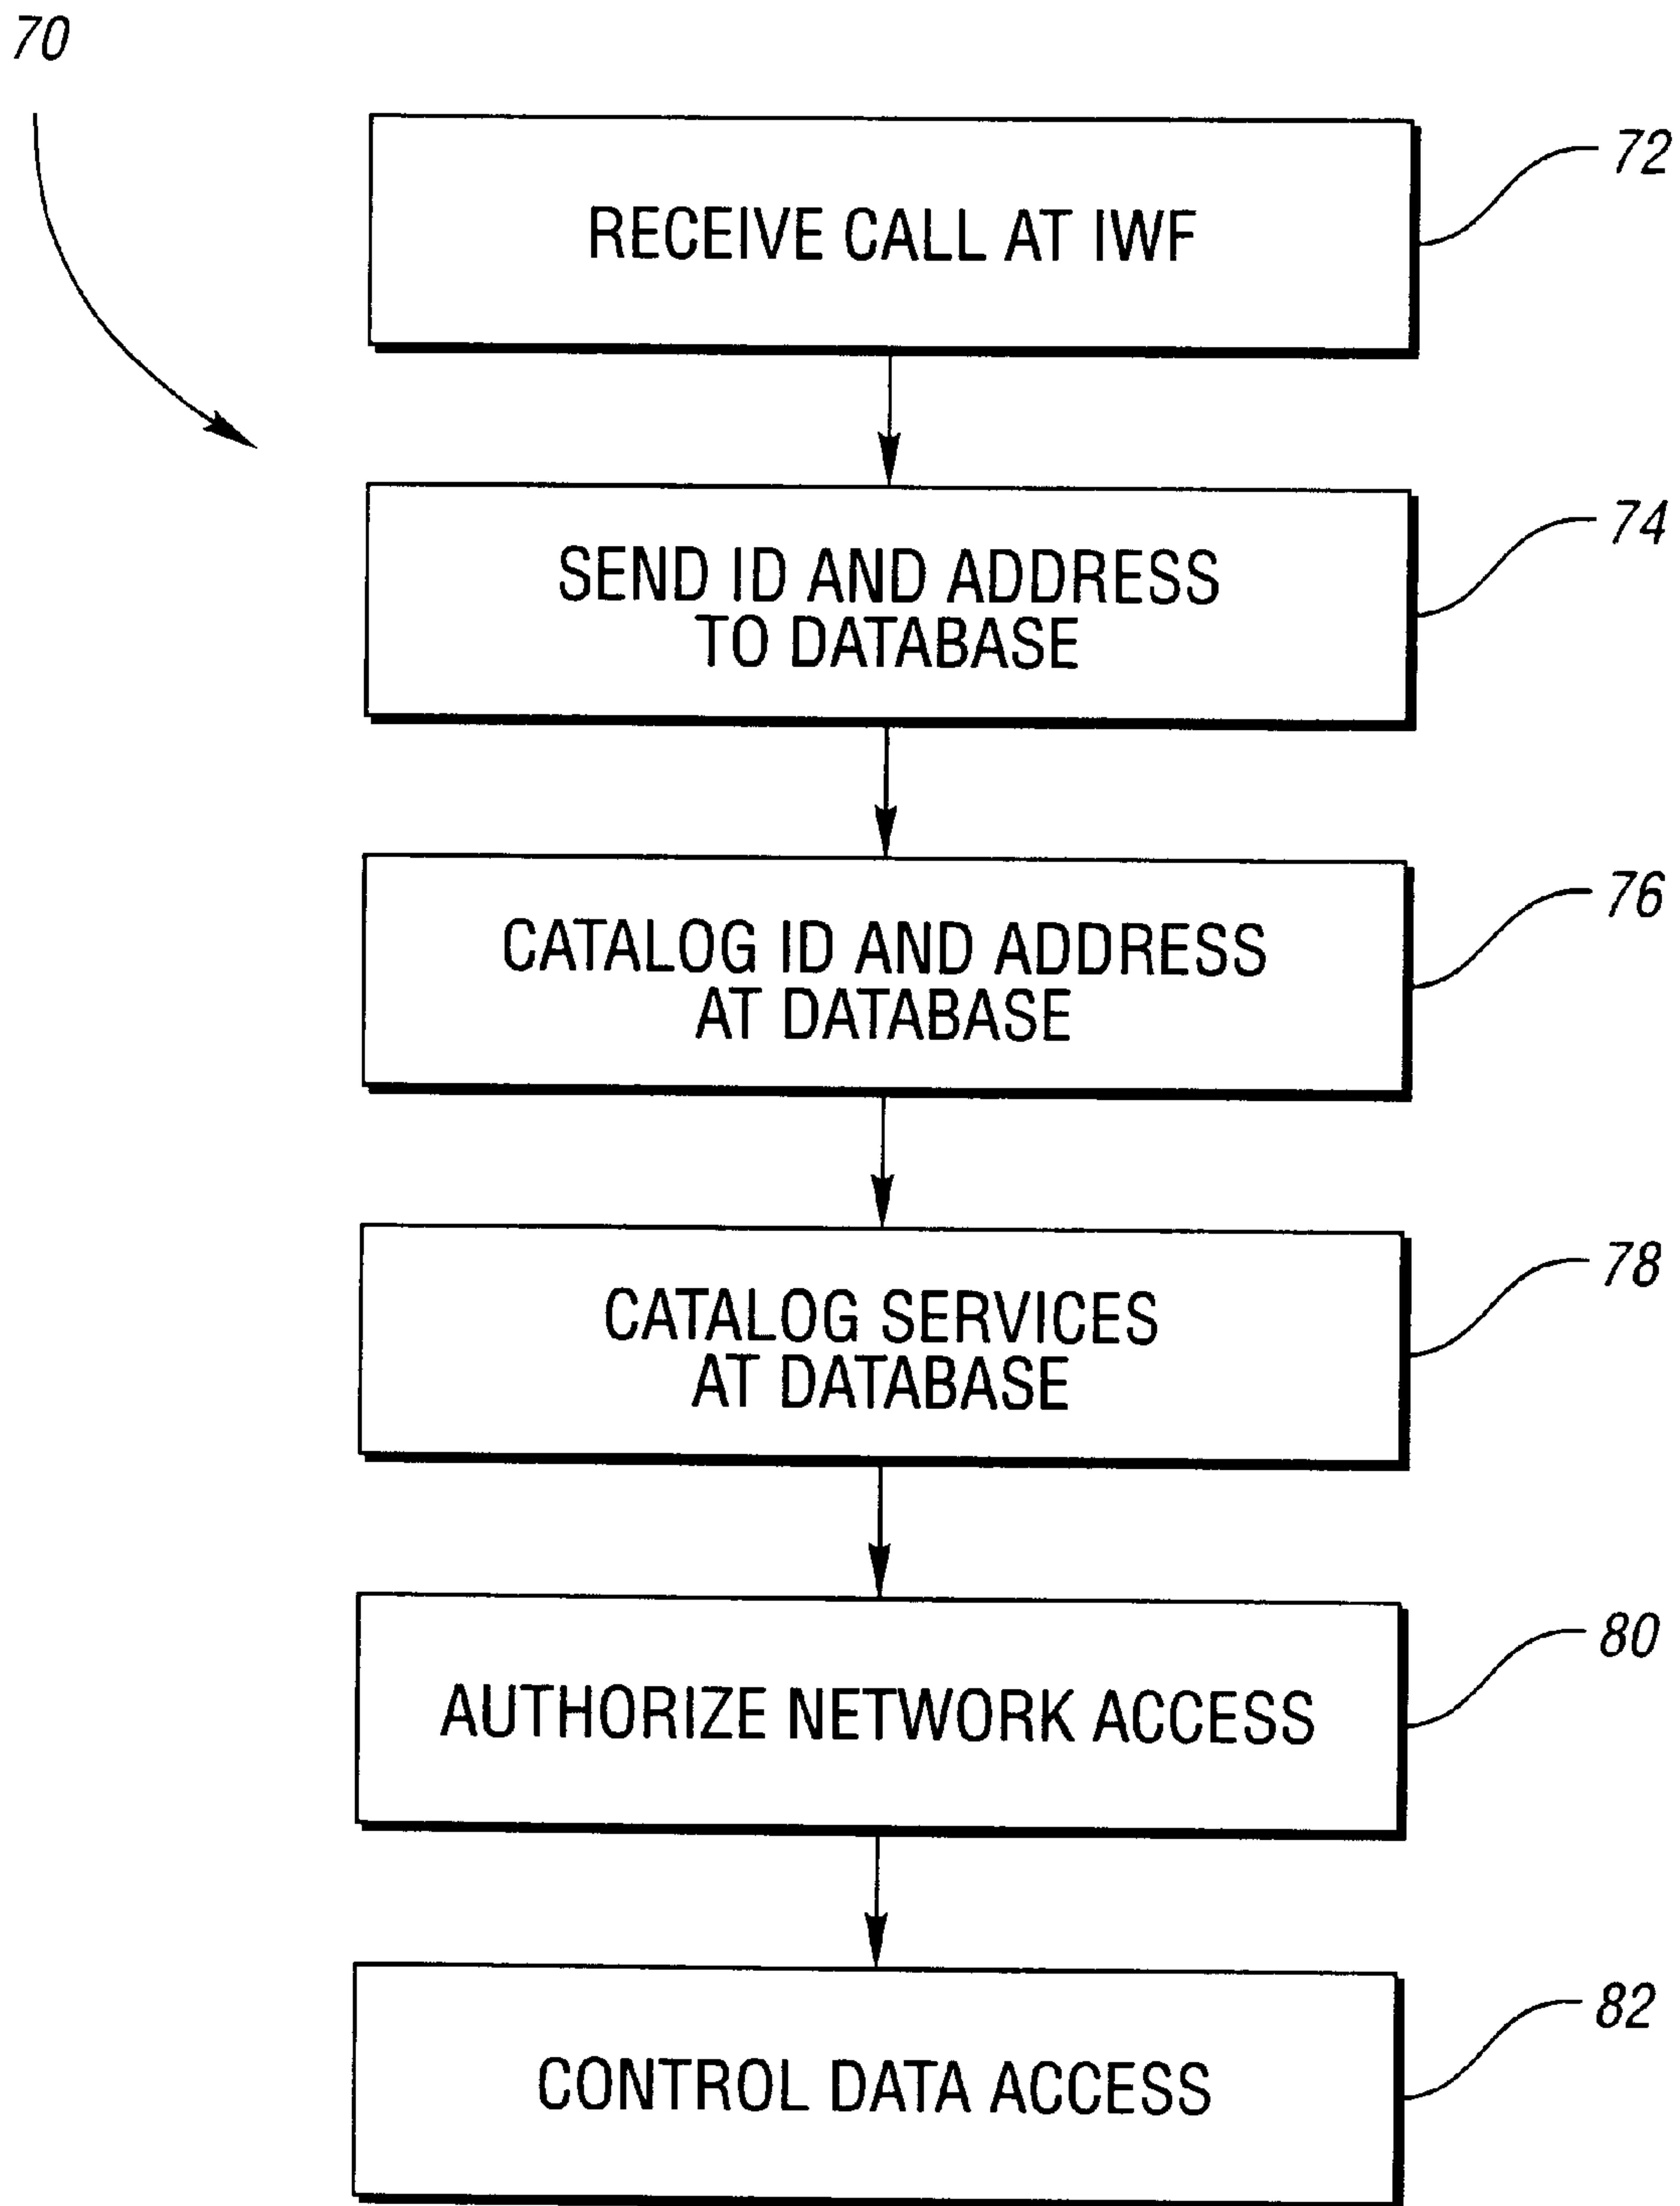 70
RECEIVE CALL AT IWF
72
SEND ID AND ADDRESS
TO DATABASE
74
CATALOG ID AND ADDRESS
AT DATABASE
76
CATALOG SERVICES
AT DATABASE
78
AUTHORIZE NETWORK ACCESS
80
CONTROL DATA ACCESS
82